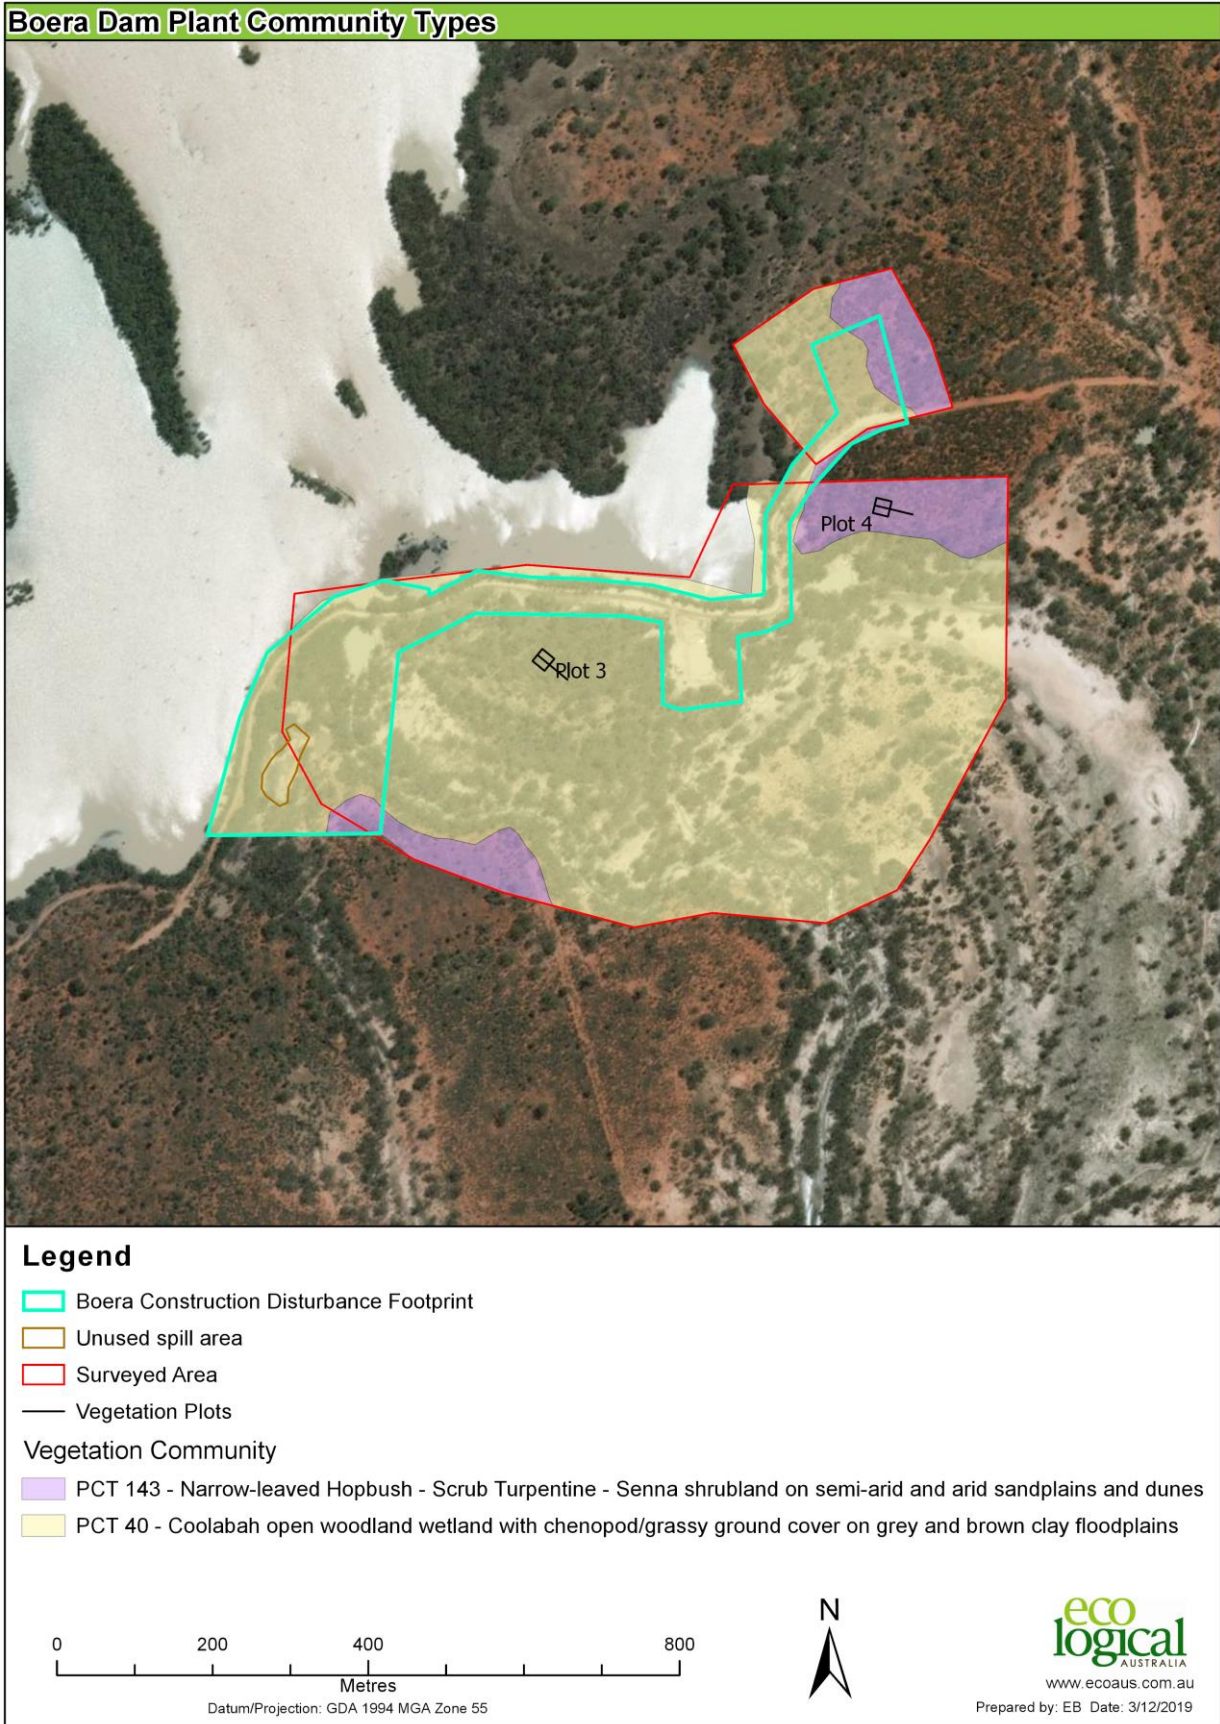 Boera Dam Plant Community Types
Plot 4
Plot 3
Legend
Boera Construction Disturbance Footprint
Unused spill area
Surveyed Area
Vegetation Plots
Vegetation Community
PCT 143 - Narrow-leaved Hopbush - Scrub Turpentine - Senna shrubland on semi-arid and arid sandplains and dunes
PCT 40 - Coolabah open woodland wetland with chenopod/grassy ground cover on grey and brown clay floodplains
0 200 400 800
Metres
Datum/Projection: GDA 1994 MGA Zone 55
N
eco
logical
AUSTRALIA
www.ecoaus.com.au
Prepared by: EB Date: 3/12/2019